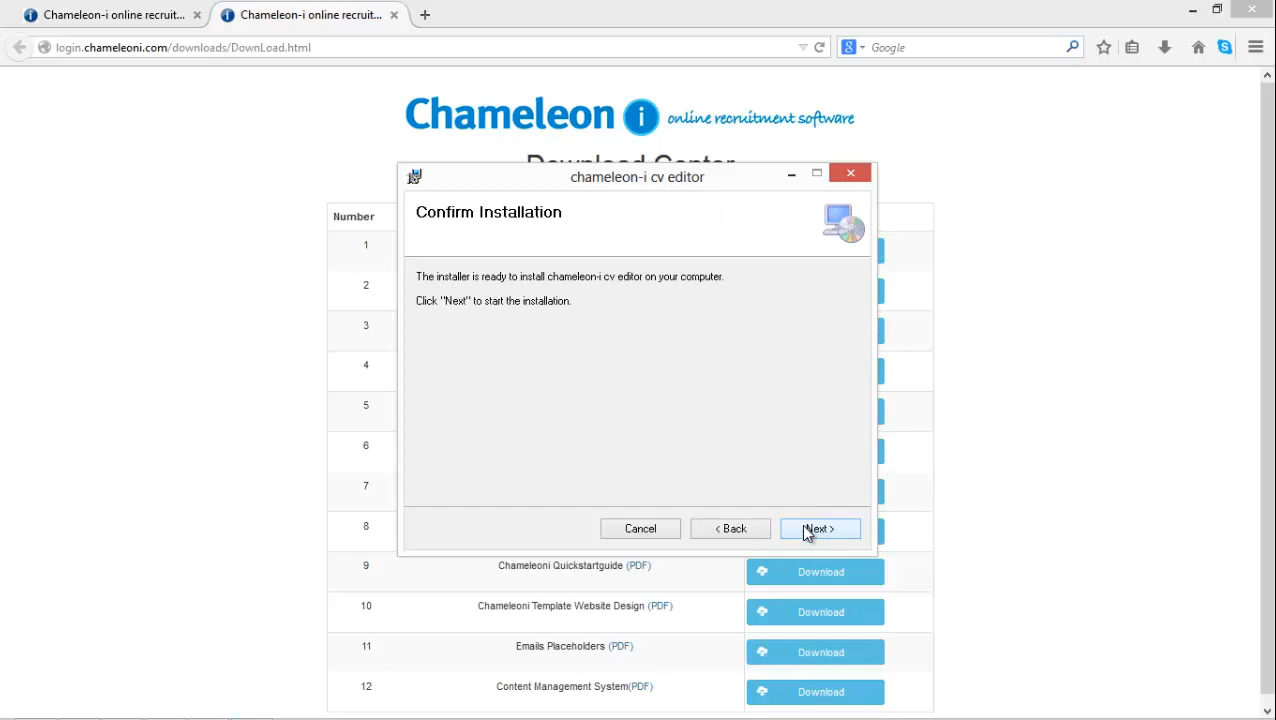 Chameleon-i online recruit...
Chameleon-i online recruit...
login.chameleoni.com/downloads/DownLoad.html
Google
Chameleon i online recruitment software
Download Center
chameleon-i cv editor
Confirm Installation
The installer is ready to install chameleon-i cv editor on your computer.
Click "Next" to start the installation.
Cancel
< Back
Next >
Number
1
2
3
4
5
6
7
8
9 Chameleoni Quickstartguide (PDF) Download
10 Chameleoni Template Website Design (PDF) Download
11 Emails Placeholders (PDF) Download
12 Content Management System(PDF) Download